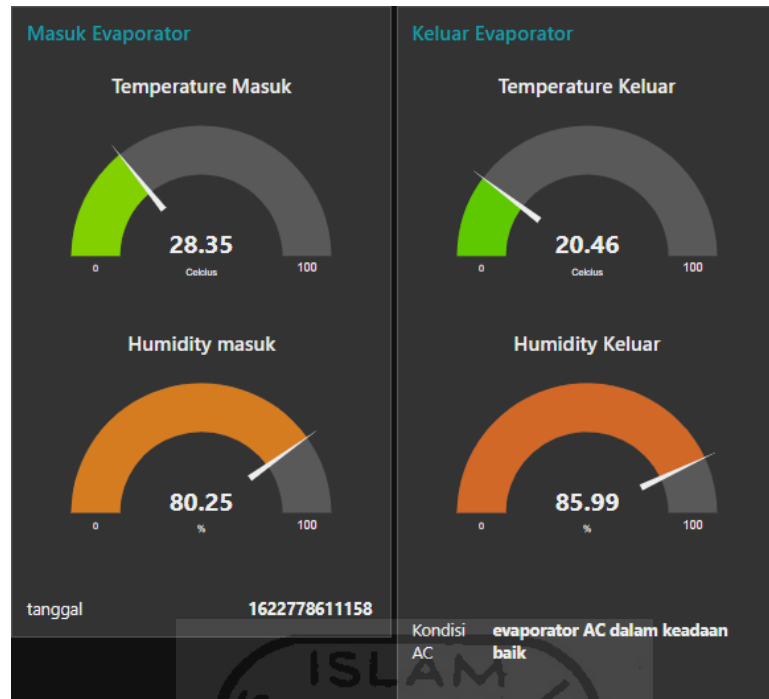 Masuk Evaporator
Temperature Masuk
28.35
Celcius
0
100
Humidity masuk
80.25
%
0
100
tanggal 1622778611158
Keluar Evaporator
Temperature Keluar
20.46
Celcius
0
100
Humidity Keluar
85.99
%
0
100
Kondisi evaporator AC dalam keadaan
AC baik
ISLAM